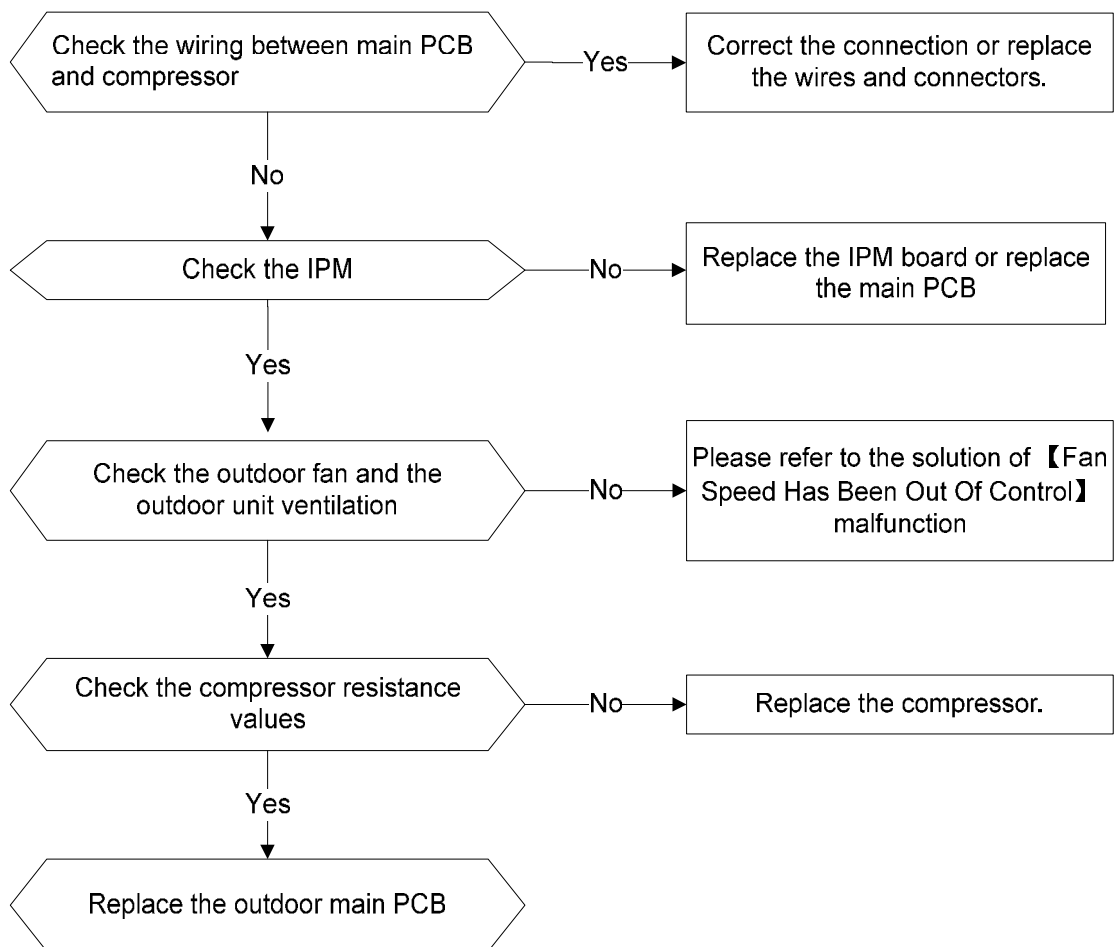 Check the wiring between main PCB
and compressor
Yes
Correct the connection or replace
the wires and connectors.
No
Check the IPM
No
Replace the IPM board or replace
the main PCB
Yes
Check the outdoor fan and the
outdoor unit ventilation
No
Please refer to the solution of【Fan
Speed Has Been Out Of Control】
malfunction
Yes
Check the compressor resistance
values
No
Replace the compressor.
Yes
Replace the outdoor main PCB